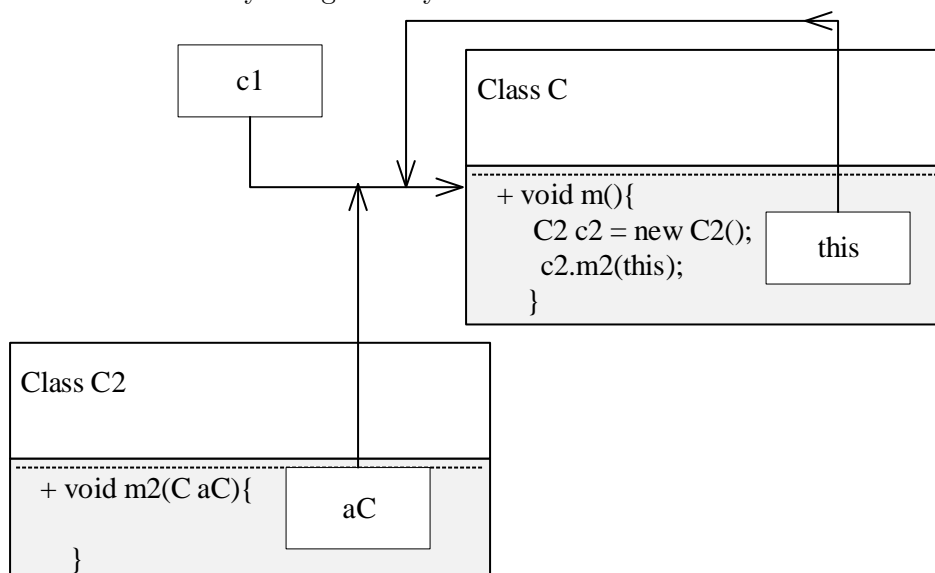 c1
Class C
+ void m(){
C2 c2 = new C2();
c2.m2(this);
}
this
Class C2
+ void m2(C aC){
aC
}